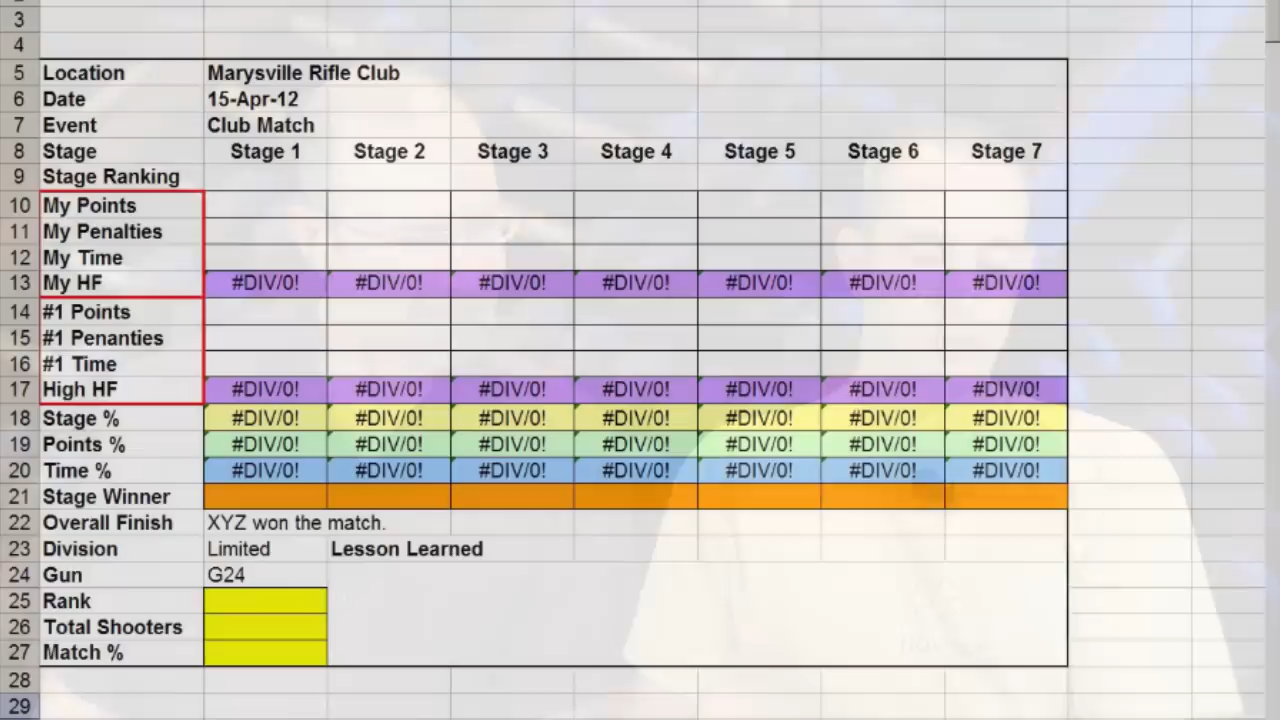 3
4
5 Location Marysville Rifle Club
6 Date 15-Apr-12
7 Event Club Match
8 Stage Stage 1 Stage 2 Stage 3 Stage 4 Stage 5 Stage 6 Stage 7
9 Stage Ranking
10 My Points
11 My Penalties
12 My Time
13 My HF #DIV/0! #DIV/0! #DIV/0! #DIV/0! #DIV/0! #DIV/0! #DIV/0!
14 #1 Points
15 #1 Penanties
16 #1 Time
17 High HF #DIV/0! #DIV/0! #DIV/0! #DIV/0! #DIV/0! #DIV/0! #DIV/0!
18 Stage % #DIV/0! #DIV/0! #DIV/0! #DIV/0! #DIV/0! #DIV/0! #DIV/0!
19 Points % #DIV/0! #DIV/0! #DIV/0! #DIV/0! #DIV/0! #DIV/0! #DIV/0!
20 Time % #DIV/0! #DIV/0! #DIV/0! #DIV/0! #DIV/0! #DIV/0! #DIV/0!
21 Stage Winner
22 Overall Finish XYZ won the match.
23 Division Limited Lesson Learned
24 Gun G24
25 Rank
26 Total Shooters
27 Match %
28
29